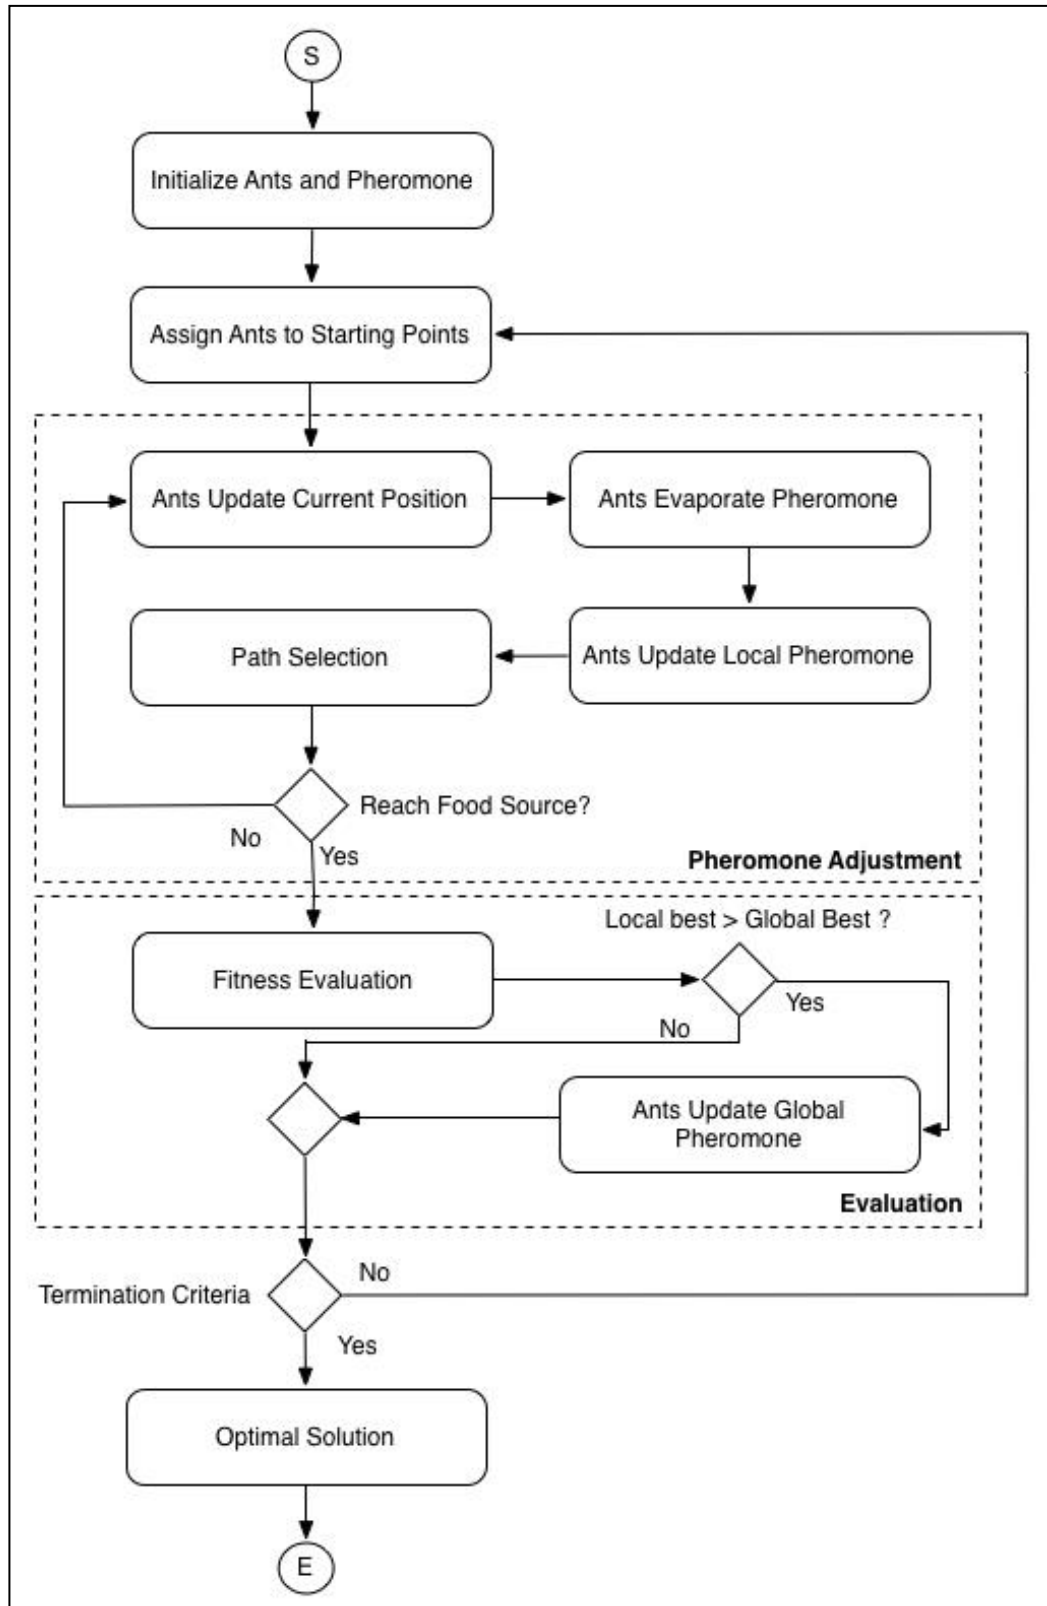 S
Initialize Ants and Pheromone
Assign Ants to Starting Points
Ants Update Current Position
Ants Evaporate Pheromone
Path Selection
Ants Update Local Pheromone
Reach Food Source?
No
Yes
Pheromone Adjustment
Local best > Global Best ?
Fitness Evaluation
Yes
No
Ants Update Global
Pheromone
Evaluation
No
Termination Criteria
Yes
Optimal Solution
E